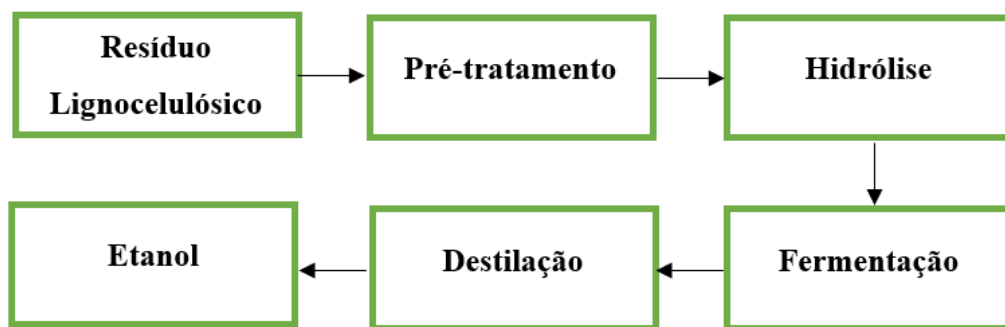 Resíduo
Lignocelulósico
Pré-tratamento
Hidrólise
Fermentação
Destilação
Etanol